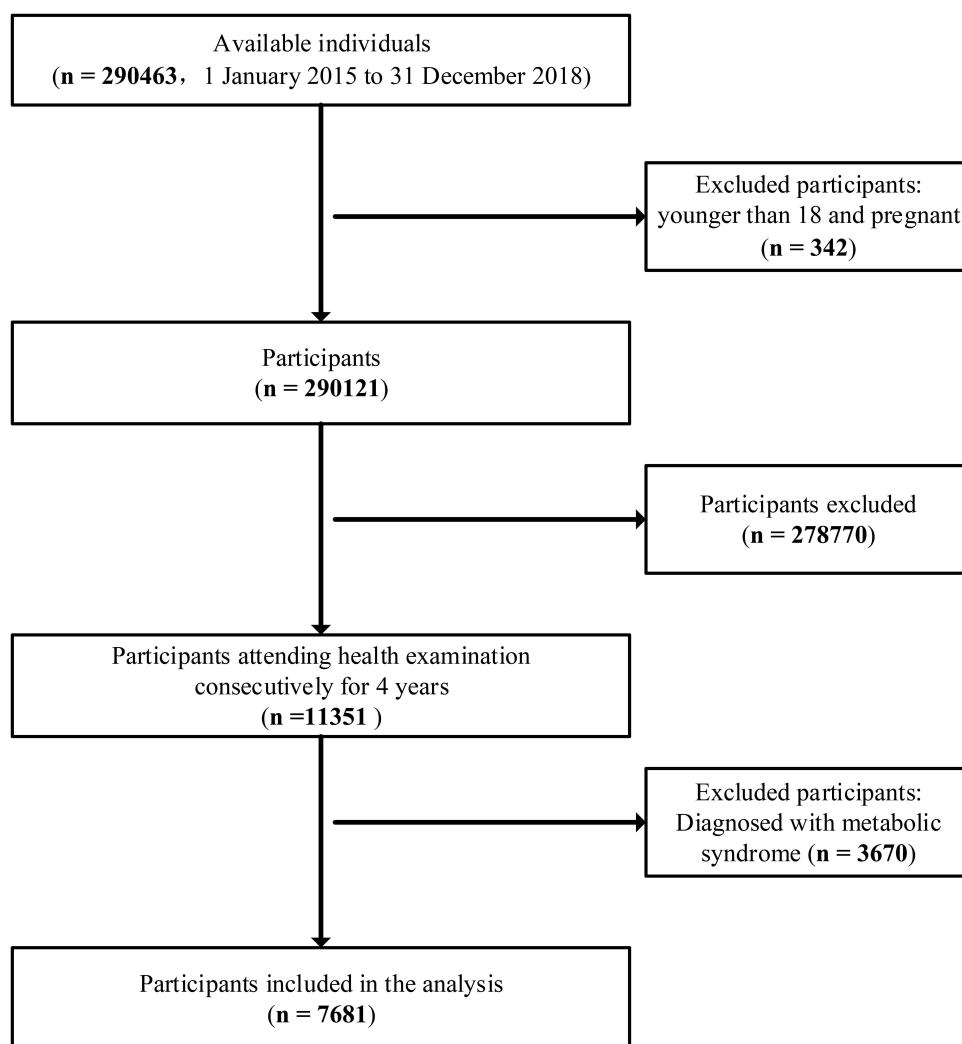 Available individuals
(n = 290463，1 January 2015 to 31 December 2018)
Excluded participants:
younger than 18 and pregnant
(n = 342)
Participants
(n = 290121)
Participants excluded
(n = 278770)
Participants attending health examination
consecutively for 4 years
(n =11351 )
Excluded participants:
Diagnosed with metabolic
syndrome (n = 3670)
Participants included in the analysis
(n = 7681)